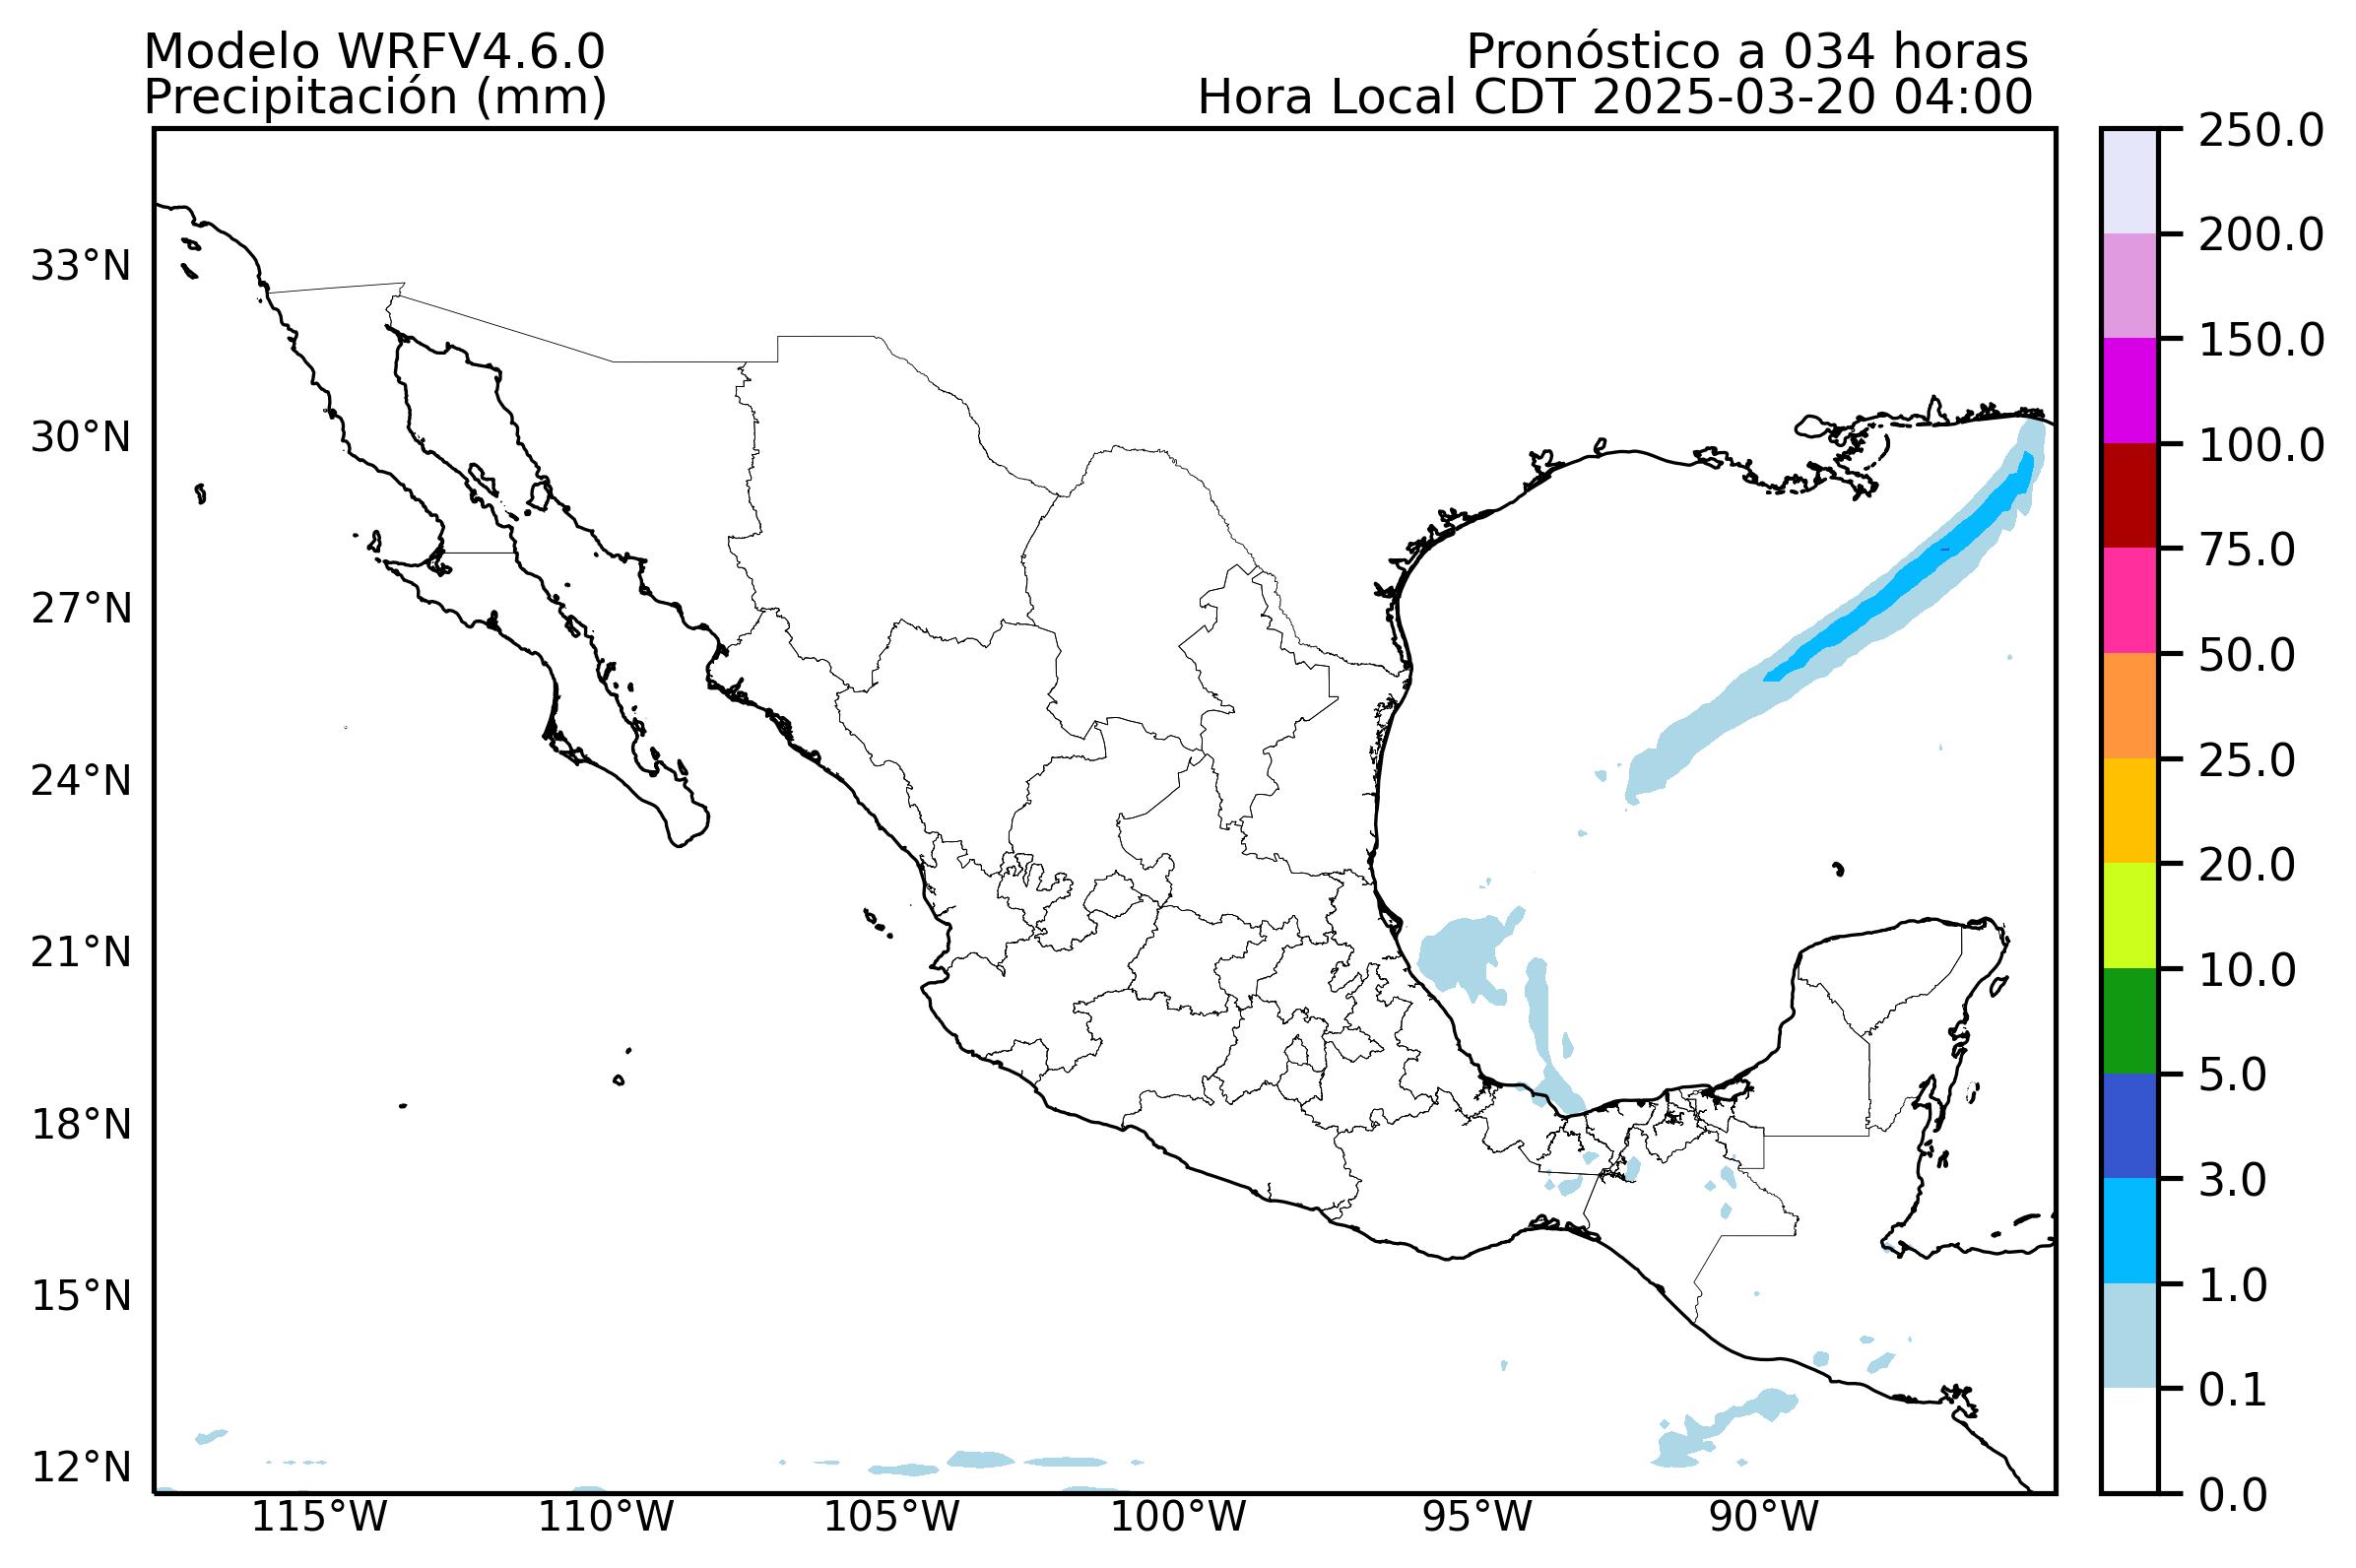 Modelo WRFV4.6.0
Precipitación (mm)
Pronóstico a 034 horas
Hora Local CDT 2025-03-20 04:00
33°N
30°N
27°N
24°N
21°N
18°N
15°N
12°N
115°W
110°W
105°W
100°W
95°W
90°W
250.0
200.0
150.0
100.0
75.0
50.0
25.0
20.0
10.0
5.0
3.0
1.0
0.1
0.0